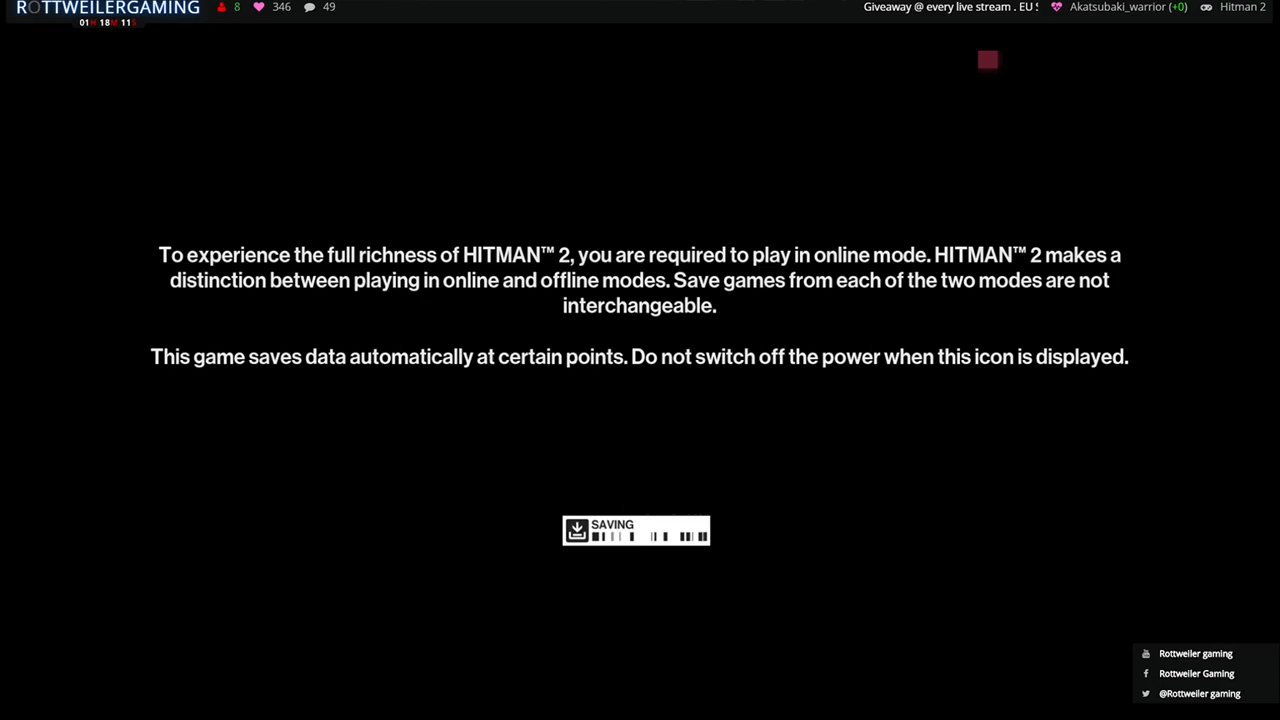 ROTTWEILERGAMING 8 346 49 Giveaway @ every live stream . EU Akatsubaki_warrior (+0) Hitman 2
01H 18M 11S
To experience the full richness of HITMAN™ 2, you are required to play in online mode. HITMAN™ 2 makes a
distinction between playing in online and offline modes. Save games from each of the two modes are not
interchangeable.
This game saves data automatically at certain points. Do not switch off the power when this icon is displayed.
SAVING
Rottweiler gaming
Rottweiler Gaming
@Rottweiler gaming